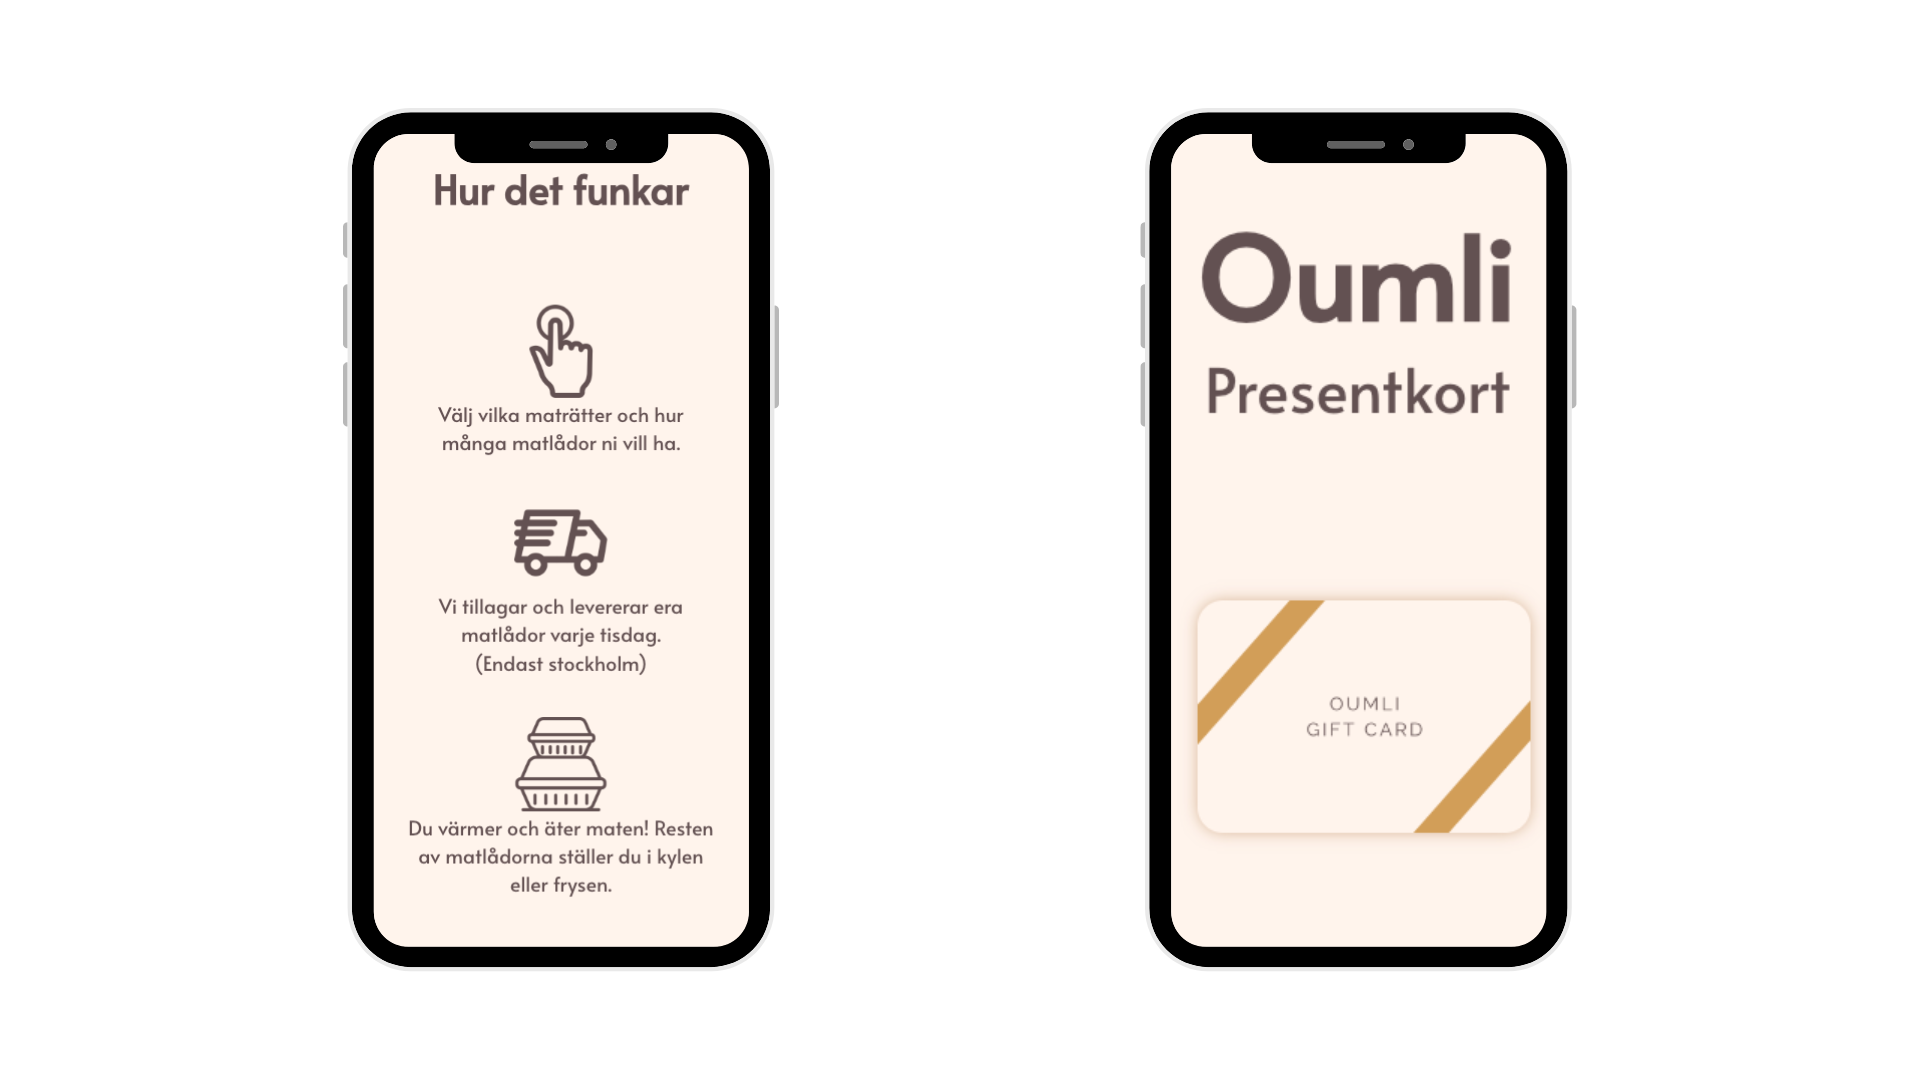 Hur det funkar
Välj vilka maträtter och hur
många matlådor ni vill ha.
Vi tillagar och levererar era
matlådor varje tisdag.
(Endast stockholm)
Du värmer och äter maten! Resten
av matlådorna ställer du i kylen
eller frysen.
Oumli
Presentkort
OUMLI
GIFT CARD